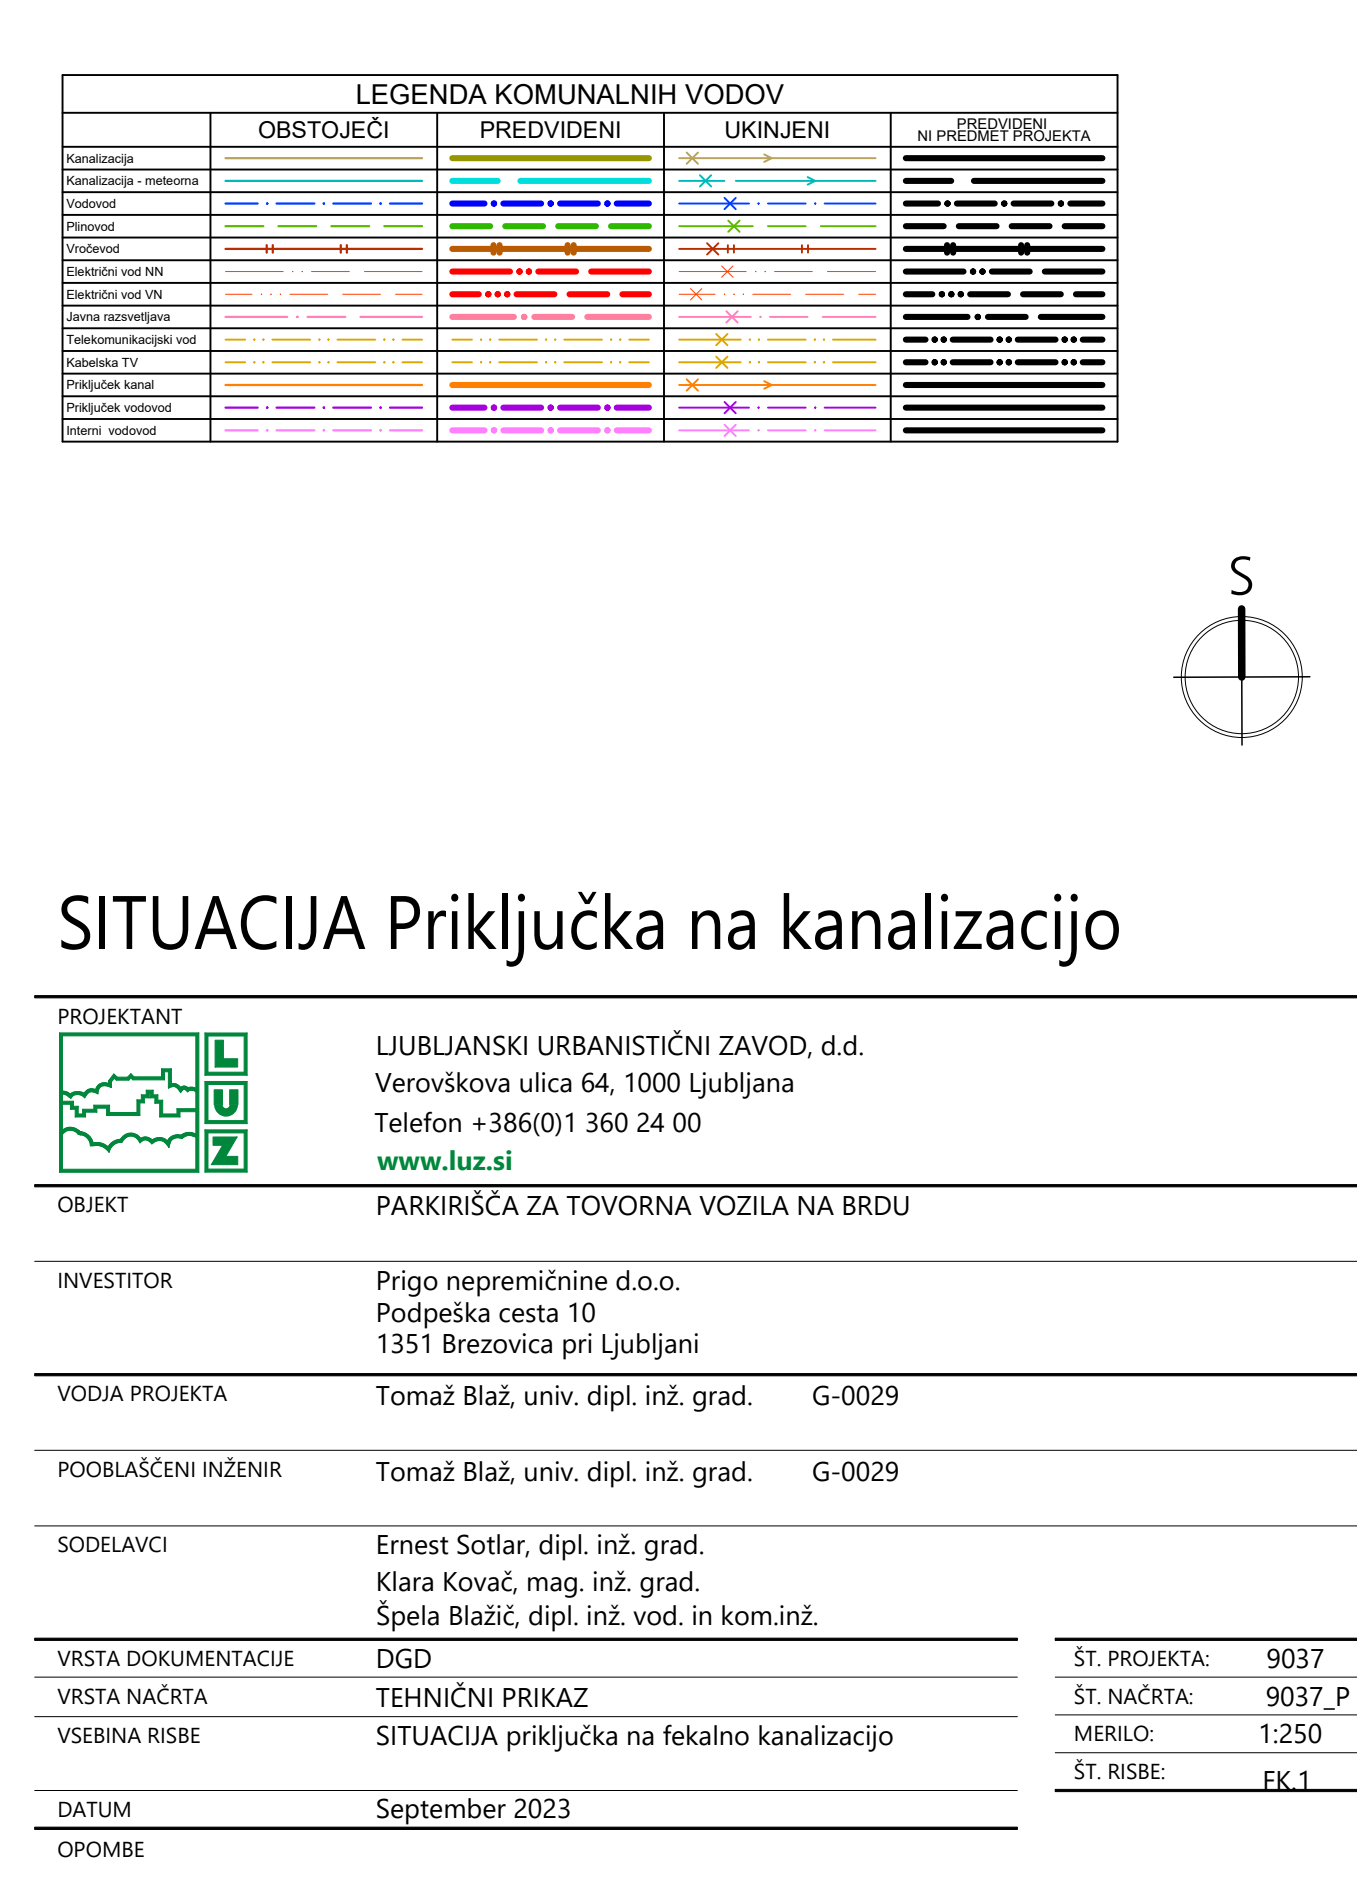 LEGENDA KOMUNALNIH VODOV
OBSTOJEČI PREDVIDENI UKINJENI PREDVIDENI
NI PREDMET PROJEKTA
Kanalizacija
Kanalizacija - meteorna
Vodovod
Plinovod
Vročevod
Električni vod NN
Električni vod VN
Javna razsvetljava
Telekomunikacijski vod
Kabelska TV
Priključek kanal
Priključek vodovod
Interni vodovod
S
SITUACIJA Priključka na kanalizacijo
PROJEKTANT
L
U
Z
LJUBLJANSKI URBANISTIČNI ZAVOD, d.d.
Verovškova ulica 64, 1000 Ljubljana
Telefon +386(0)1 360 24 00
www.luz.si
OBJEKT PARKIRIŠČA ZA TOVORNA VOZILA NA BRDU
INVESTITOR Prigo nepremičnine d.o.o.
Podpeška cesta 10
1351 Brezovica pri Ljubljani
VODJA PROJEKTA Tomaž Blaž, univ. dipl. inž. grad. G-0029
POOBLAŠČENI INŽENIR Tomaž Blaž, univ. dipl. inž. grad. G-0029
SODELAVCI Ernest Sotlar, dipl. inž. grad.
Klara Kovač, mag. inž. grad.
Špela Blažič, dipl. inž. vod. in kom.inž.
VRSTA DOKUMENTACIJE DGD
VRSTA NAČRTA TEHNIČNI PRIKAZ
VSEBINA RISBE SITUACIJA priključka na fekalno kanalizacijo
DATUM September 2023
OPOMBE
ŠT. PROJEKTA: 9037
ŠT. NAČRTA: 9037_P
MERILO: 1:250
ŠT. RISBE: FK.1